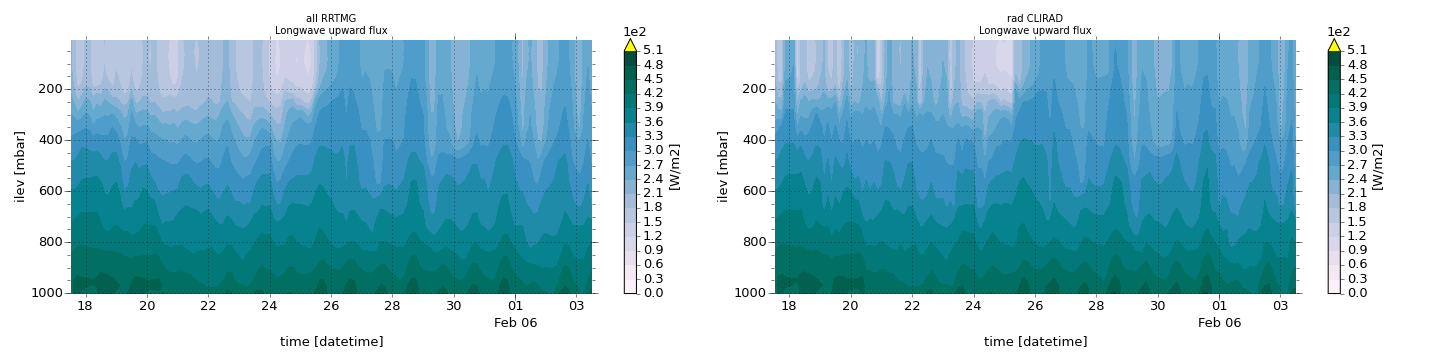 all RRTMG
Longwave upward flux
1e2
5.1
4.8
4.5
4.2
3.9
3.6
3.3
3.0
2.7
2.4
2.1
1.8
1.5
1.2
0.9
0.6
0.3
0.0
[W/m2]
ilev [mbar]
200
400
600
800
1000
18 20 22 24 26 28 30 01 03
Feb 06
time [datetime]
rad CLIRAD
Longwave upward flux
1e2
5.1
4.8
4.5
4.2
3.9
3.6
3.3
3.0
2.7
2.4
2.1
1.8
1.5
1.2
0.9
0.6
0.3
0.0
[W/m2]
ilev [mbar]
200
400
600
800
1000
18 20 22 24 26 28 30 01 03
Feb 06
time [datetime]